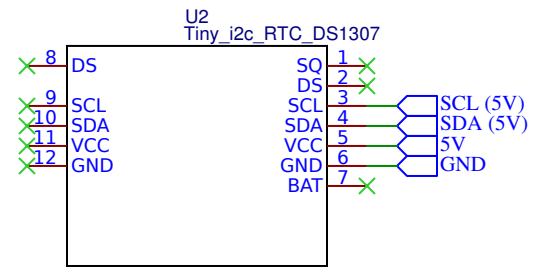 U2
Tiny_i2c_RTC_DS1307
8 DS SQ 1
DS 2
9 SCL SCL 3 SCL (5V)
10 SDA SDA 4 SDA (5V)
11 VCC VCC 5 5V
12 GND GND 6 GND
BAT 7